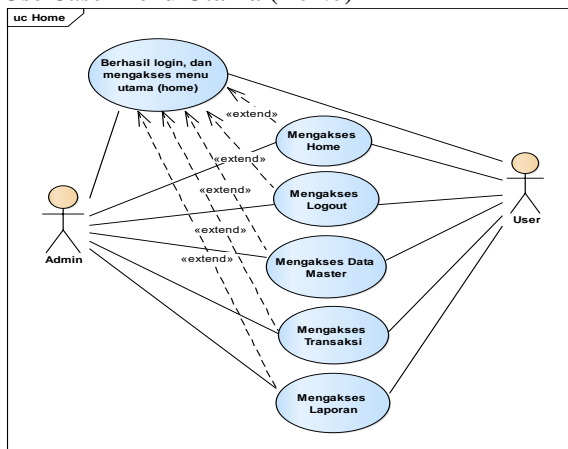 uc Home
Berhasil login, dan
mengakses menu
utama (home)
«extend»
Mengakses
Home
«extend»
Mengakses
Logout
«extend»
Admin
User
«extend»
«extend»
Mengakses Data
Master
Mengakses
Transaksi
Mengakses
Laporan